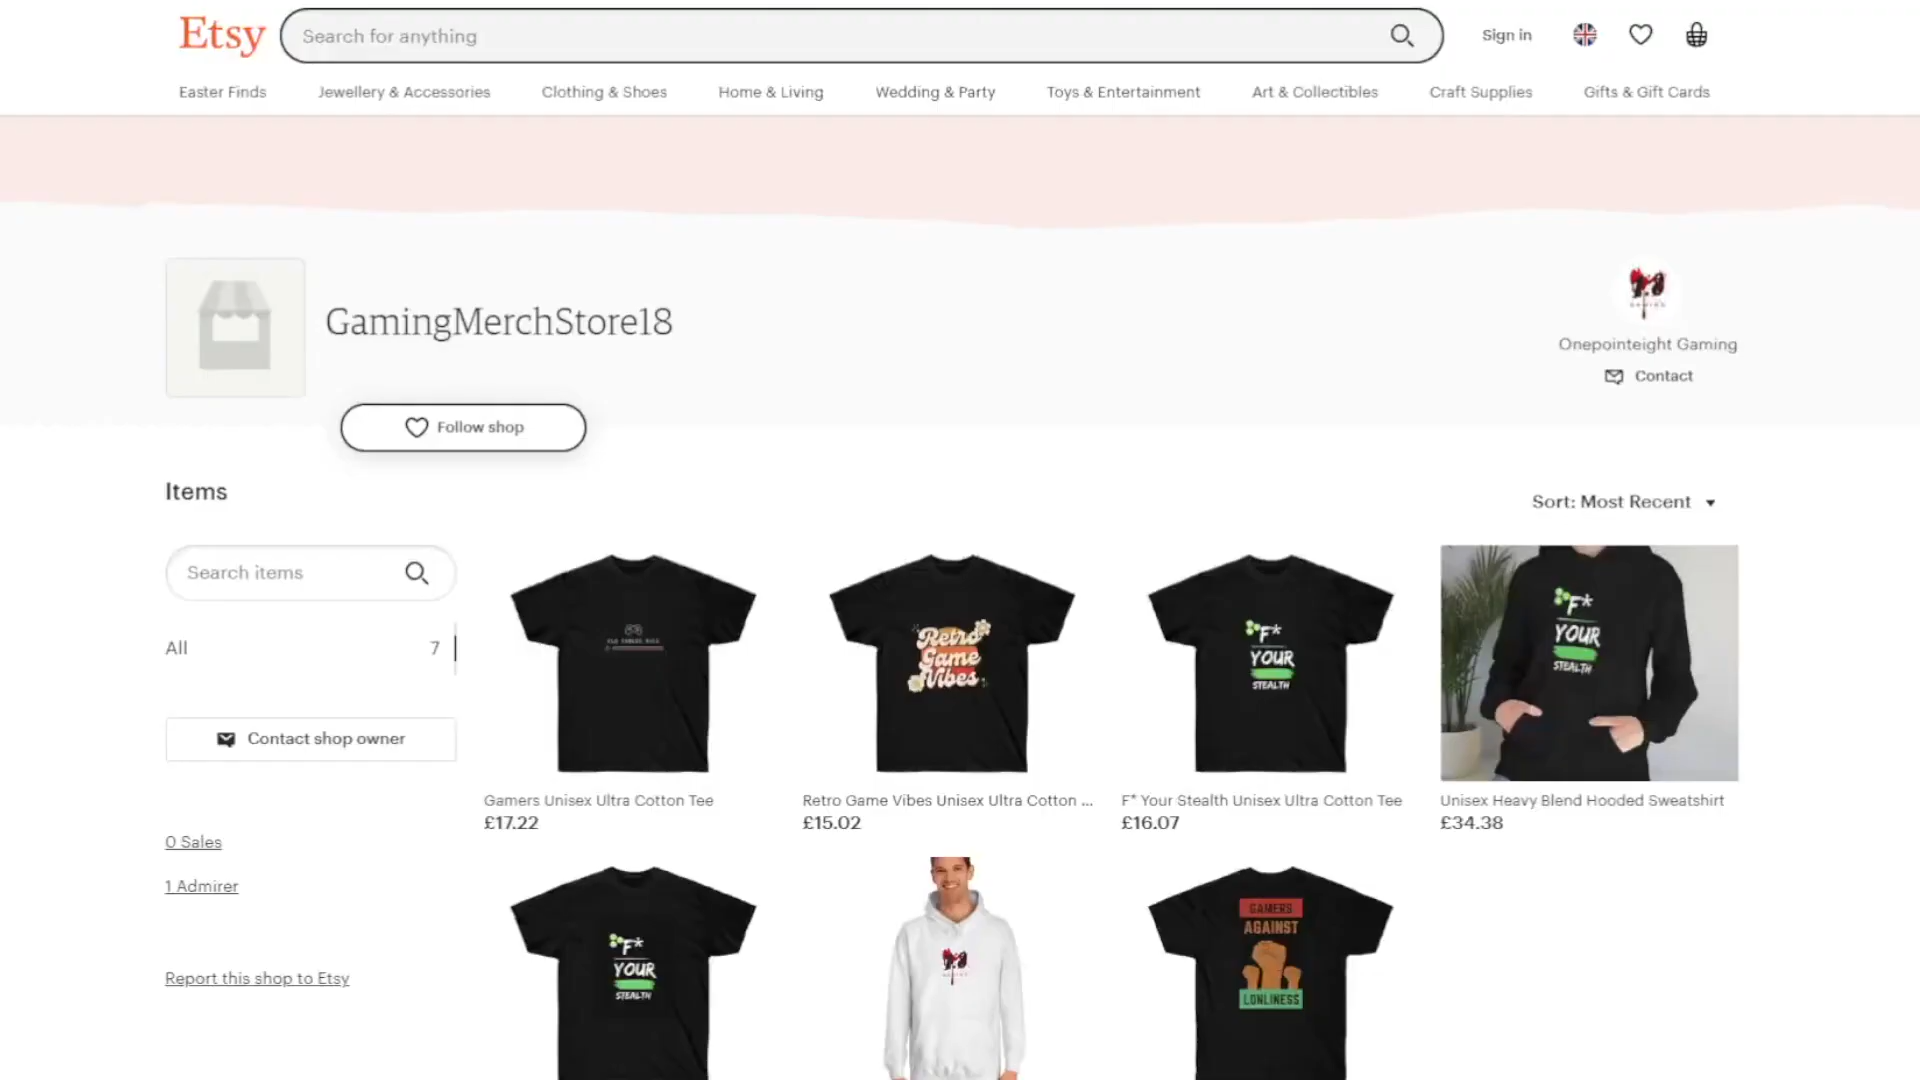 Etsy
Search for anything
Sign in
Easter Finds
Jewellery & Accessories
Clothing & Shoes
Home & Living
Wedding & Party
Toys & Entertainment
Art & Collectibles
Craft Supplies
Gifts & Gift Cards
GamingMerchStore18
Follow shop
Onepointeight Gaming
Contact
Items
Sort: Most Recent
Search items
All 7
Contact shop owner
0 Sales
1 Admirer
Report this shop to Etsy
Retro
Game
Vibes
F*
YOUR
STEALTH
F*
YOUR
STEALTH
Gamers Unisex Ultra Cotton Tee
£17.22
Retro Game Vibes Unisex Ultra Cotton ...
£15.02
F* Your Stealth Unisex Ultra Cotton Tee
£16.07
Unisex Heavy Blend Hooded Sweatshirt
£34.38
F*
YOUR
STEALTH
GAMERS
AGAINST
LONLINESS